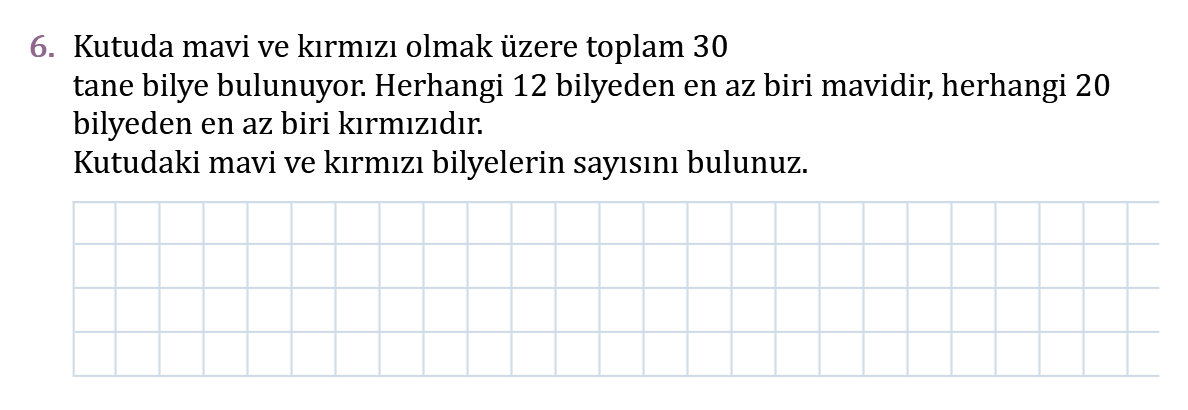 6. Kutuda mavi ve kırmızı olmak üzere toplam 30
tane bilye bulunuyor. Herhangi 12 bilyeden en az biri mavidir, herhangi 20
bilyeden en az biri kırmızıdır.
Kutudaki mavi ve kırmızı bilyelerin sayısını bulunuz.